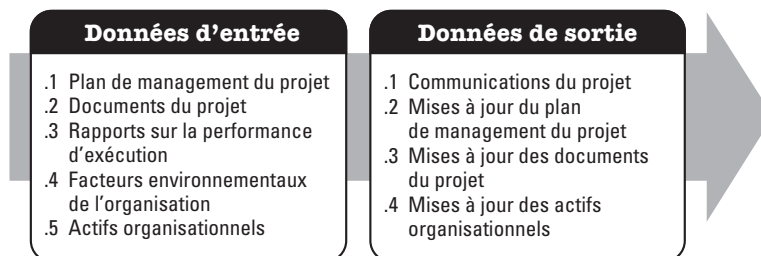 Données d’entrée
.1 Plan de management du projet
.2 Documents du projet
.3 Rapports sur la performance
d’exécution
.4 Facteurs environnementaux
de l’organisation
.5 Actifs organisationnels
Données de sortie
.1 Communications du projet
.2 Mises à jour du plan
de management du projet
.3 Mises à jour des documents
du projet
.4 Mises à jour des actifs
organisationnels